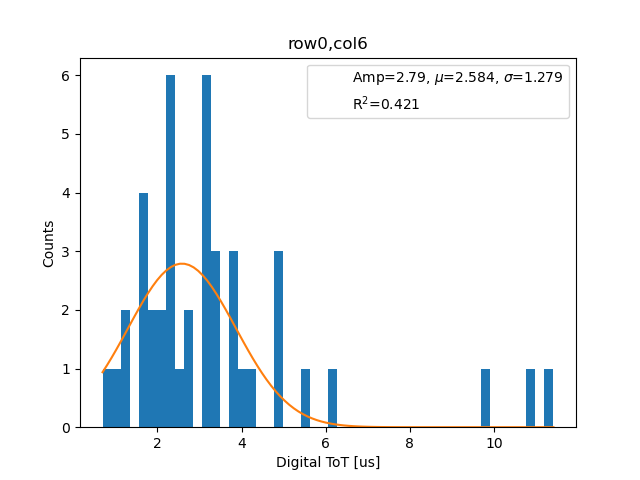 row0,col6
Amp=2.79, μ=2.584, σ=1.279
R²=0.421
Counts
6
5
4
3
2
1
0
2
4
6
8
10
Digital ToT [us]